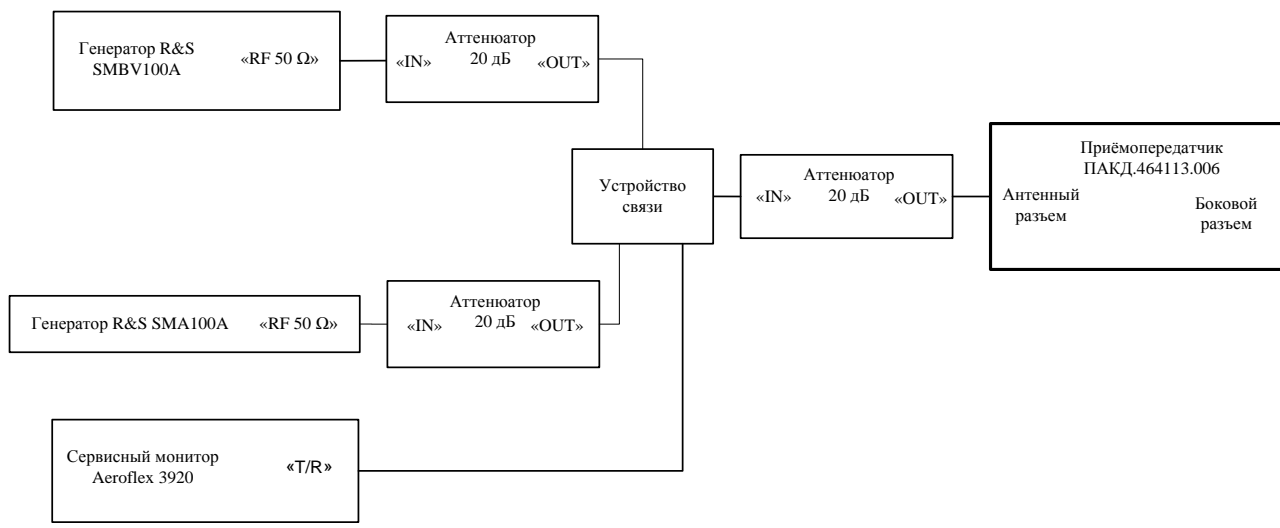 Генератор R&S
SMBV100A
«RF 50 Ω»
Аттенюатор
20 дБ
«IN»
«OUT»
Устройство
связи
Аттенюатор
20 дБ
«IN»
«OUT»
Приёмопередатчик
ПАКД.464113.006
Антенный
разъем
Боковой
разъем
Генератор R&S SMA100A
«RF 50 Ω»
Аттенюатор
20 дБ
«IN»
«OUT»
Сервисный монитор
Aeroflex 3920
«T/R»